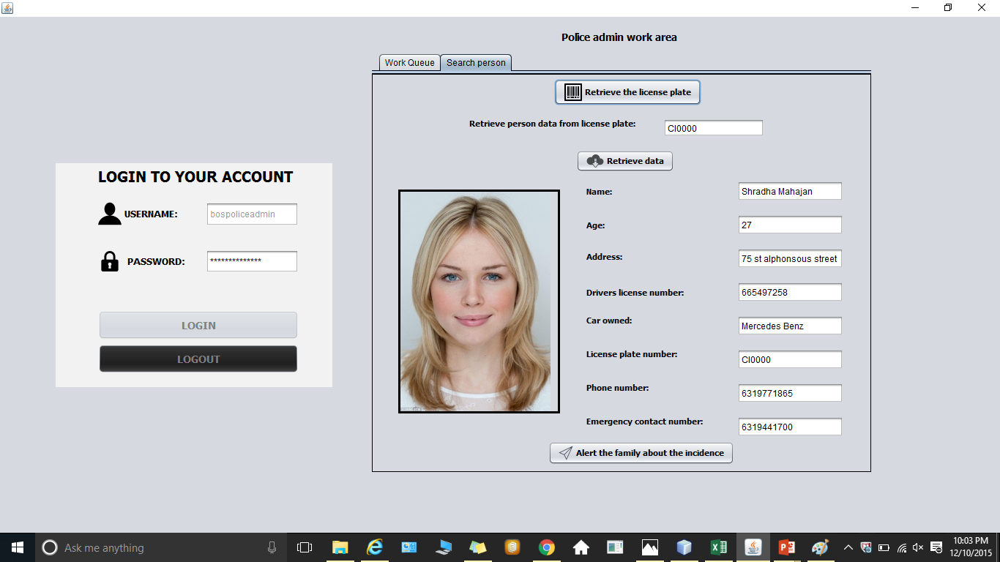 Police admin work area
Work Queue
Search person
Retrieve the license plate
Retrieve person data from license plate:
CI0000
Retrieve data
LOGIN TO YOUR ACCOUNT
USERNAME:
bospoliceadmin
PASSWORD:
**************
LOGIN
LOGOUT
Name:
Shradha Mahajan
Age:
27
Address:
75 st alphonsous street
Drivers license number:
665497258
Car owned:
Mercedes Benz
License plate number:
CI0000
Phone number:
6319771865
Emergency contact number:
6319441700
Alert the family about the incidence
Ask me anything
10:03 PM
12/10/2015